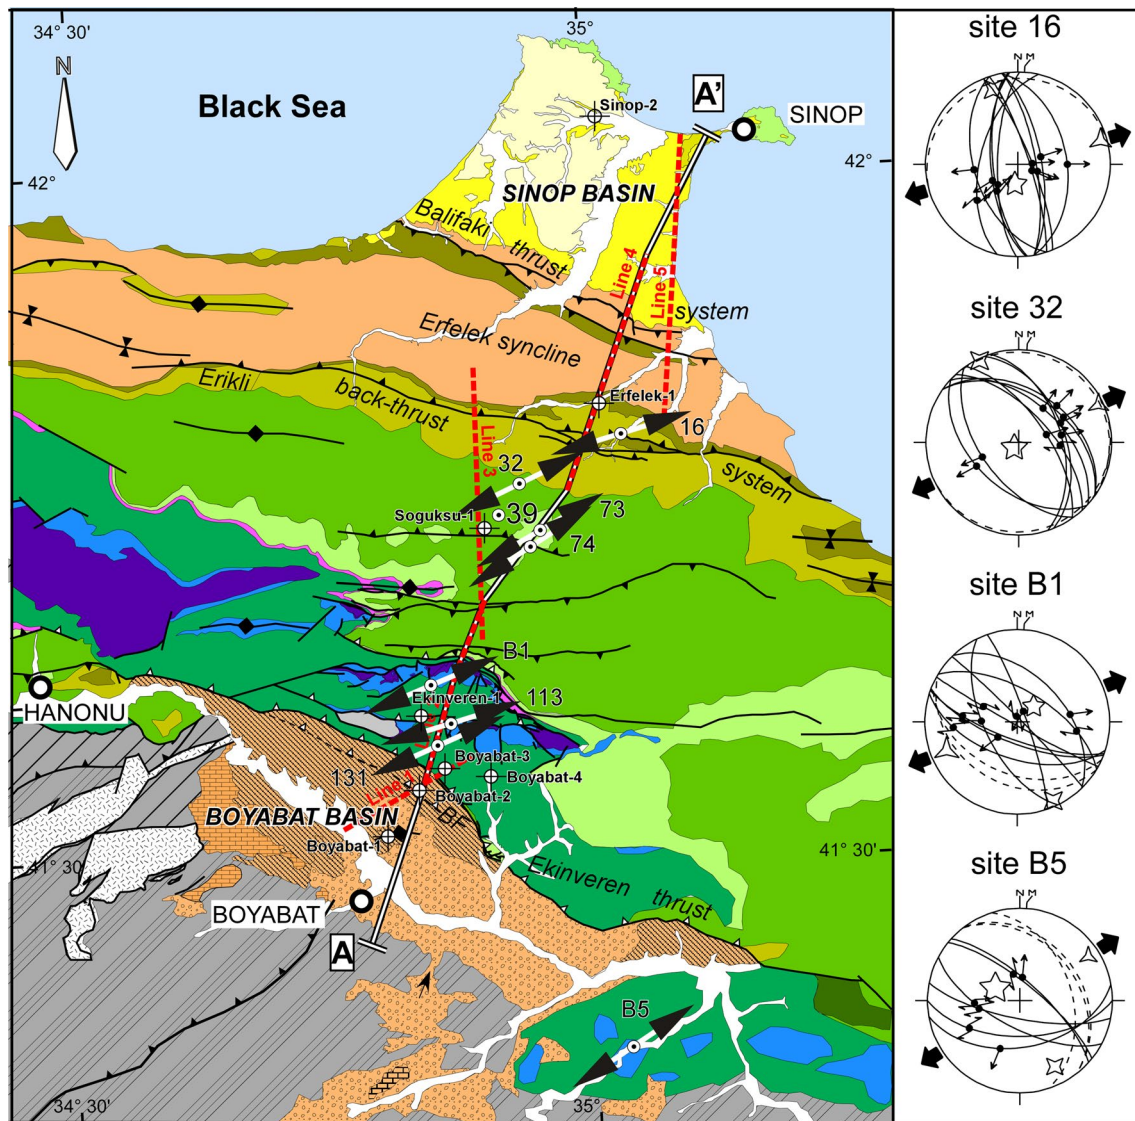 34° 30'
35°
N
Black Sea
Sinop-2
A'
SINOP
42°
42°
SINOP BASIN
Balifaki thrust system
Line 4
Line 5
Erfelek syncline
Erikli back-thrust system
Erfelek-1
16
Line 3
32
Soguksu-1
39
73
74
B1
HANONU
Ekinveren-1
113
131
Boyabat-3
Boyabat-4
Line 1
Boyabat-2
BOYABAT BASIN
BF
Boyabat-1
41° 30'
41° 30'
Ekinveren thrust
BOYABAT
A
B5
34° 30'
35°
site 16
N M
site 32
N M
site B1
N M
site B5
N M